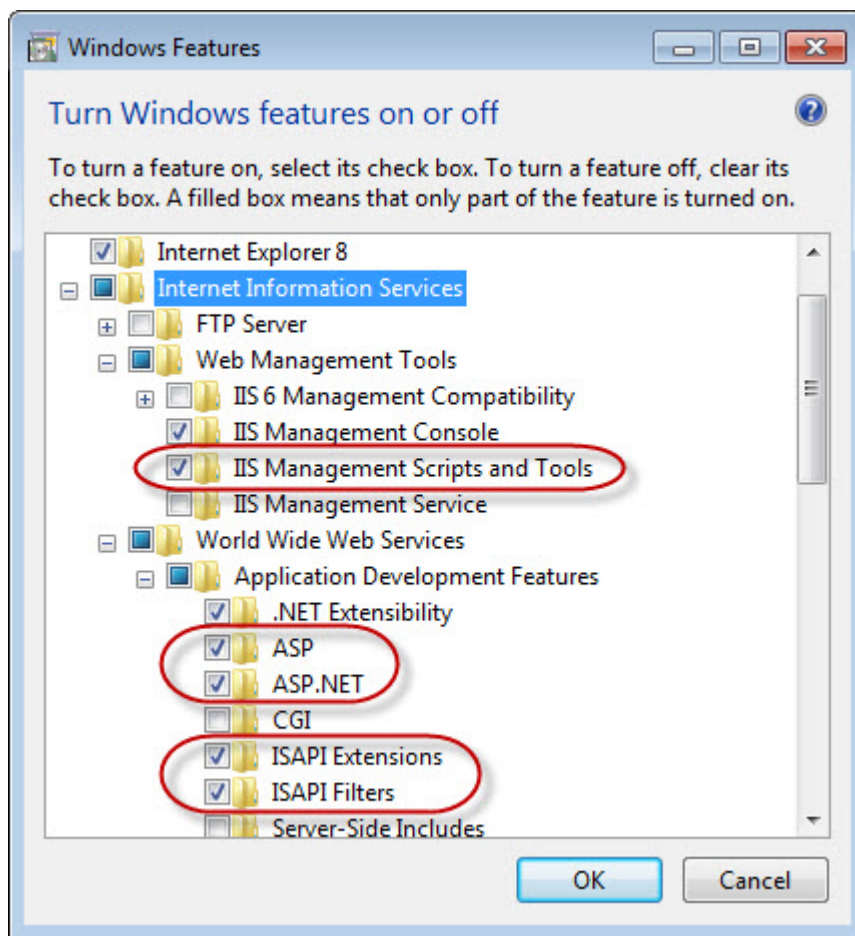 Windows Features
Turn Windows features on or off
To turn a feature on, select its check box. To turn a feature off, clear its
check box. A filled box means that only part of the feature is turned on.
Internet Explorer 8
Internet Information Services
FTP Server
Web Management Tools
IIS 6 Management Compatibility
IIS Management Console
IIS Management Scripts and Tools
IIS Management Service
World Wide Web Services
Application Development Features
.NET Extensibility
ASP
ASP.NET
CGI
ISAPI Extensions
ISAPI Filters
Server-Side Includes
OK Cancel